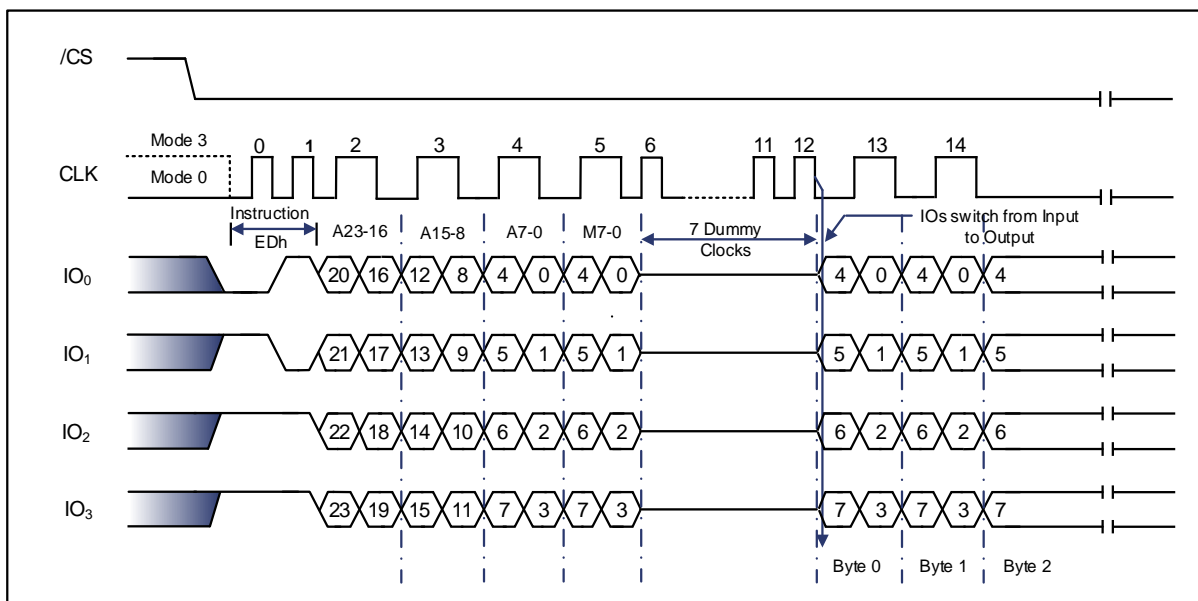 /CS
Mode 3
0 1 2 3 4 5 6 11 12 13 14
CLK
Mode 0
Instruction
EDh
A23-16 A15-8 A7-0 M7-0
7 Dummy
Clocks
IOs switch from Input
to Output
IO0 20 16 12 8 4 0 4 0 4 0 4 0 4
IO1 21 17 13 9 5 1 5 1 5 1 5 1 5
IO2 22 18 14 10 6 2 6 2 6 2 6 2 6
IO3 23 19 15 11 7 3 7 3 7 3 7 3 7
Byte 0 Byte 1 Byte 2